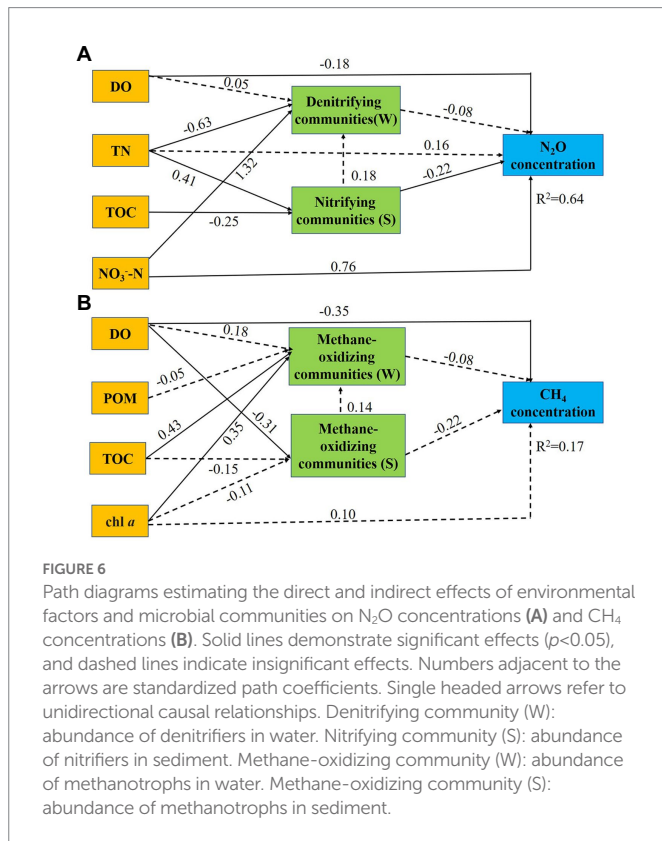 A
-0.18
DO
0.05
Denitrifying
communities(W)
-0.08
-0.63
TN
0.16
N₂O
concentration
1.32
0.41
0.18
-0.22
Nitrifying
communities (S)
R²=0.64
TOC
-0.25
NO₃⁻-N
0.76
B
-0.35
DO
0.18
Methane-
oxidizing
communities (W)
-0.08
-0.05
POM
CH₄
concentration
0.43
0.35
-0.31
0.14
Methane-
oxidizing
communities (S)
-0.22
R²=0.17
TOC
-0.15
-0.11
chl a
0.10
FIGURE 6
Path diagrams estimating the direct and indirect effects of environmental
factors and microbial communities on N₂O concentrations (A) and CH₄
concentrations (B). Solid lines demonstrate significant effects (p<0.05),
and dashed lines indicate insignificant effects. Numbers adjacent to the
arrows are standardized path coefficients. Single headed arrows refer to
unidirectional causal relationships. Denitrifying community (W):
abundance of denitrifiers in water. Nitrifying community (S): abundance
of nitrifiers in sediment. Methane-oxidizing community (W): abundance
of methanotrophs in water. Methane-oxidizing community (S):
abundance of methanotrophs in sediment.